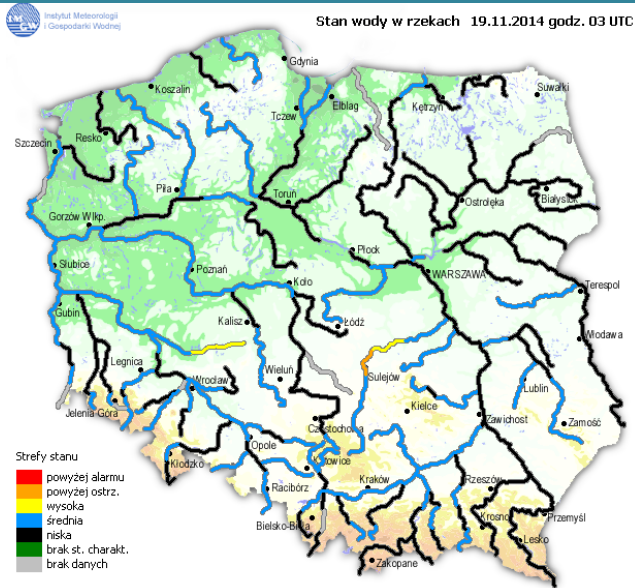 Instytut Meteorologii
i Gospodarki Wodnej
Stan wody w rzekach 19.11.2014 godz. 03 UTC
IM
GW
Gdynia
Koszalin
Suwałki
Elbląg
Kętrzyn
Tczew
Resko
Szczecin
Piła
Białystok
Toruń
Ostrołęka
Gorzów Wlkp.
Płock
Słubice
Poznań
WARSZAWA
Koło
Terespol
Gubin
Kalisz
Łódź
Włodawa
Legnica
Wieluń
Sulejów
Wrocław
Lublin
Jelenia Góra
Kielce
Częstochowa
Zawichost
Zamość
Opole
Kłodzko
Katowice
Racibórz
Kraków
Rzeszów
Bielsko-Biała
Krosno
Przemyśl
Lesko
Zakopane
Strefy stanu
powyżej alarmu
powyżej ostrz.
wysoka
średnia
niska
brak st. charakt.
brak danych